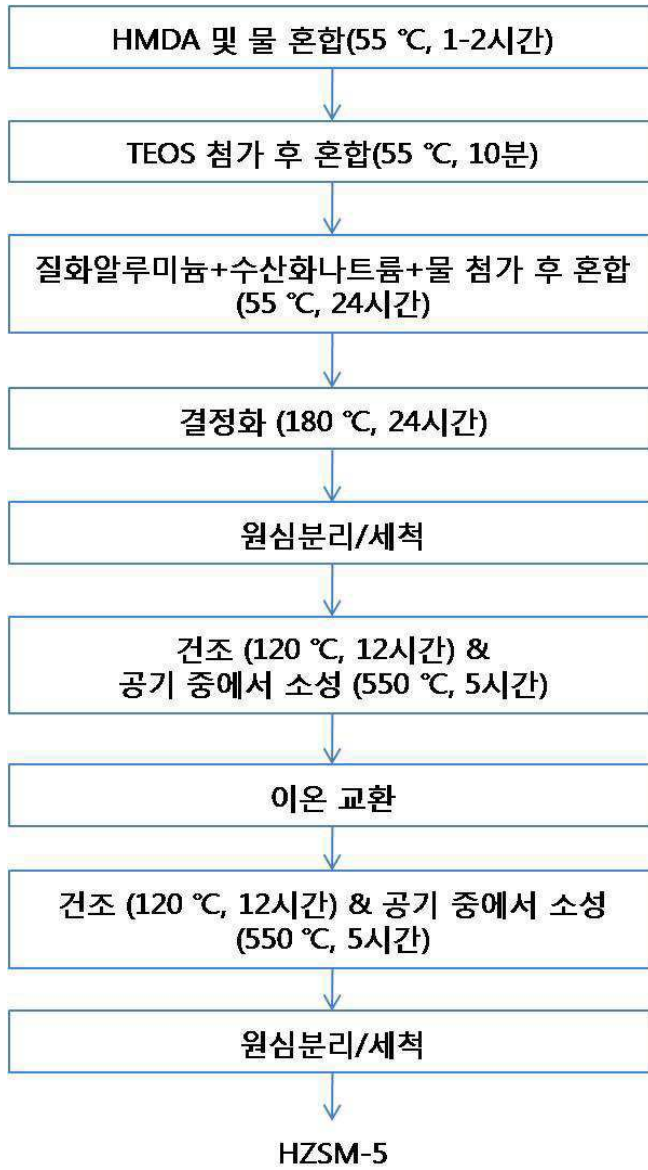 HMDA 및 물 혼합(55 ℃, 1-2시간)
TEOS 첨가 후 혼합(55 ℃, 10분)
질화알루미늄+수산화나트륨+물 첨가 후 혼합
(55 ℃, 24시간)
결정화 (180 ℃, 24시간)
원심분리/세척
건조 (120 ℃, 12시간) &
공기 중에서 소성 (550 ℃, 5시간)
이온 교환
건조 (120 ℃, 12시간) & 공기 중에서 소성
(550 ℃, 5시간)
원심분리/세척
HZSM-5